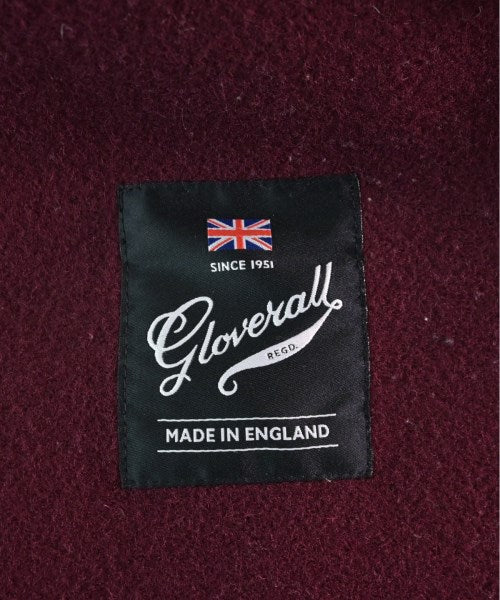 SINCE 1951
Gloverall
REGD.
MADE IN ENGLAND